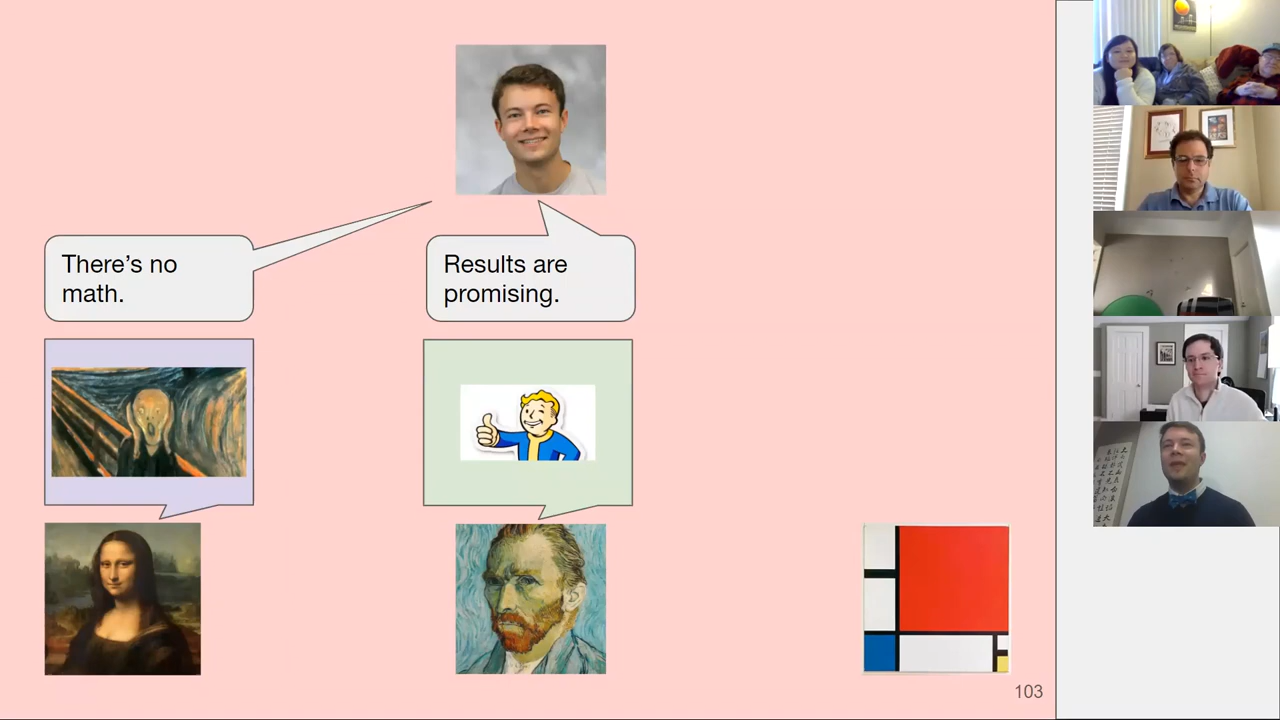 There’s no
math.
Results are
promising.
103